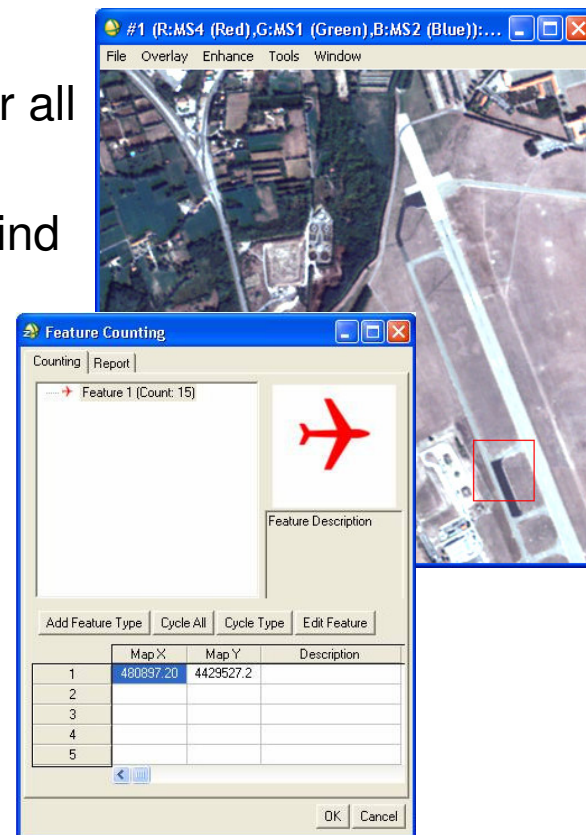 #1 (R:MS4 (Red),G:MS1 (Green),B:MS2 (Blue)):...
File Overlay Enhance Tools Window
r all
ind
Feature Counting
Counting Report
Feature 1 (Count: 15)
Feature Description
Add Feature Type Cycle All Cycle Type Edit Feature
Map X Map Y Description
1 480897.20 4429527.2
2
3
4
5
OK Cancel